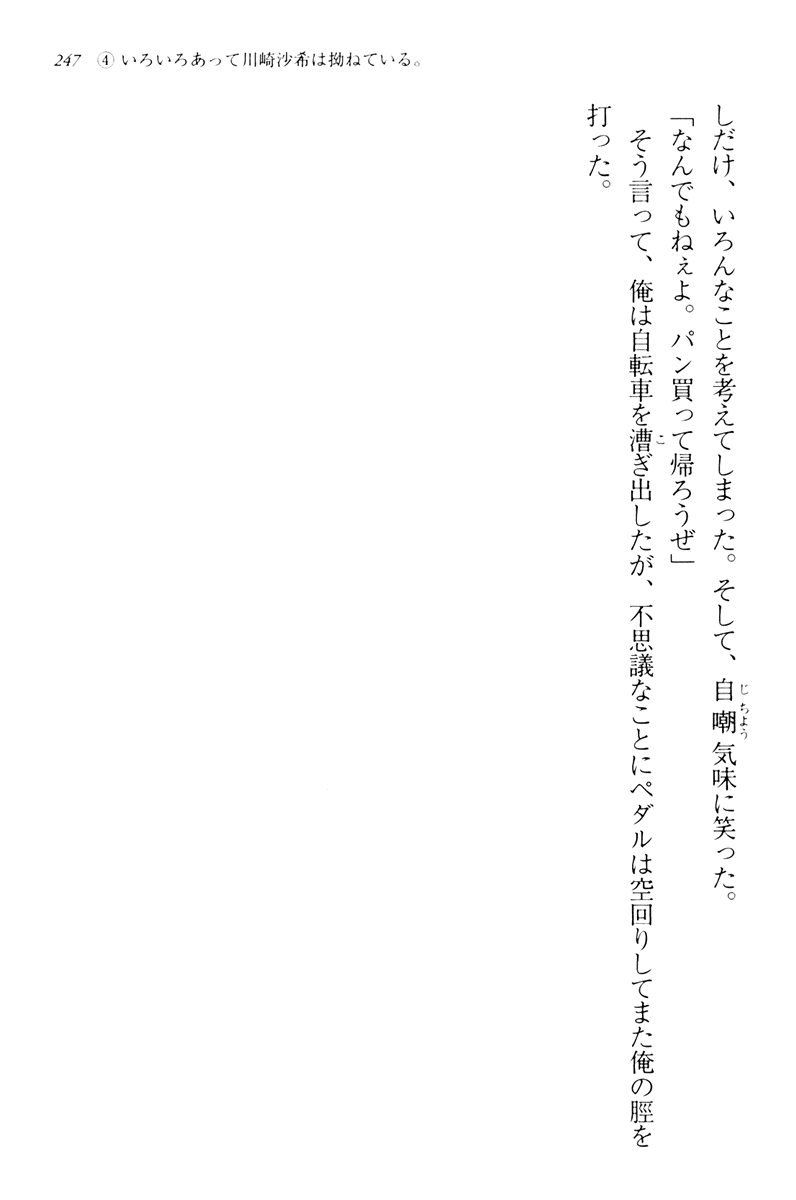 247 ④ いろいろあって川崎沙希は拗ねている。
しだけ、いろんなことを考えてしまった。そして、自嘲気味に笑った。
「なんでもねぇよ。パン買って帰ろうぜ」
　そう言って、俺は自転車を漕ぎ出したが、不思議なことにペダルは空回りしてまた俺の脛を
打った。